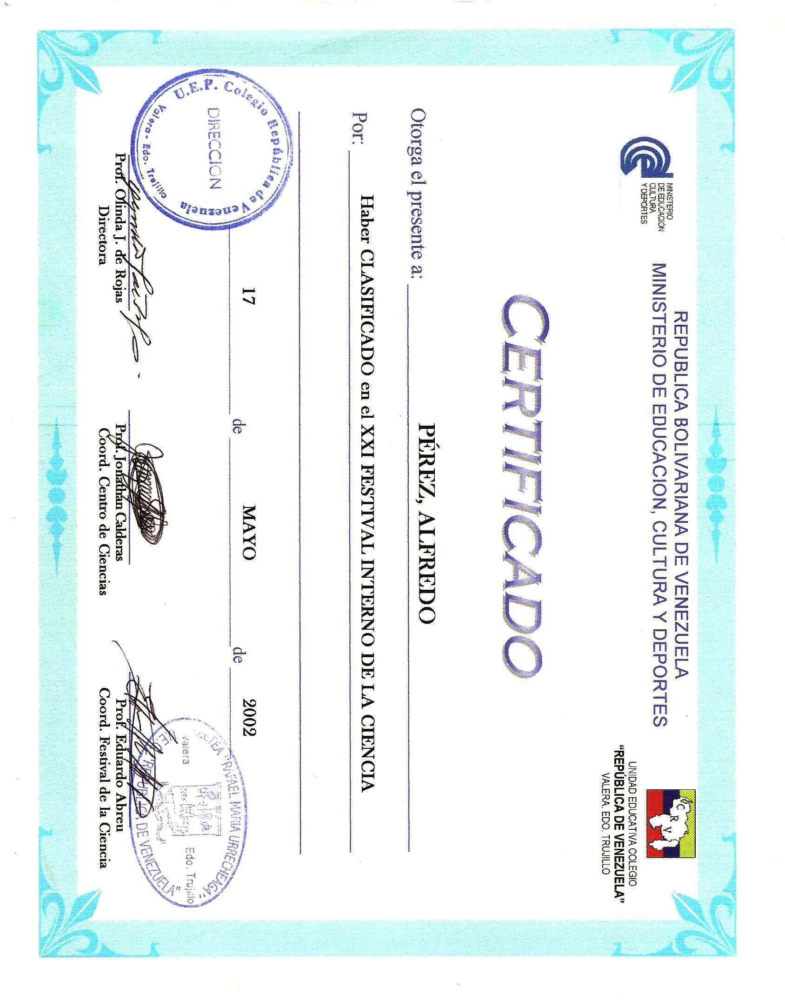 MINISTERIO
DE EDUCACIÓN
CULTURA
Y DEPORTES
REPUBLICA BOLIVARIANA DE VENEZUELA
MINISTERIO DE EDUCACION, CULTURA Y DEPORTES
C R V
UNIDAD EDUCATIVA COLEGIO
“REPÚBLICA DE VENEZUELA”
VALERA. EDO. TRUJILLO
CERTIFICADO
Otorga el presente a:
PÉREZ, ALFREDO
Por: Haber CLASIFICADO en el XXI FESTIVAL INTERNO DE LA CIENCIA
17 de MAYO de 2002
U.E.P. Colegio República de Venezuela
DIRECCION
Valera - Edo. Trujillo
"RAFAEL MARIA URRECHEAGA"
Valera Edo. Trujillo
"REPUBLICA DE VENEZUELA"
Prof. Olinda J. de Rojas
Directora
Prof. Jonathan Calderas
Coord. Centro de Ciencias
Prof. Eduardo Abreu
Coord. Festival de la Ciencia